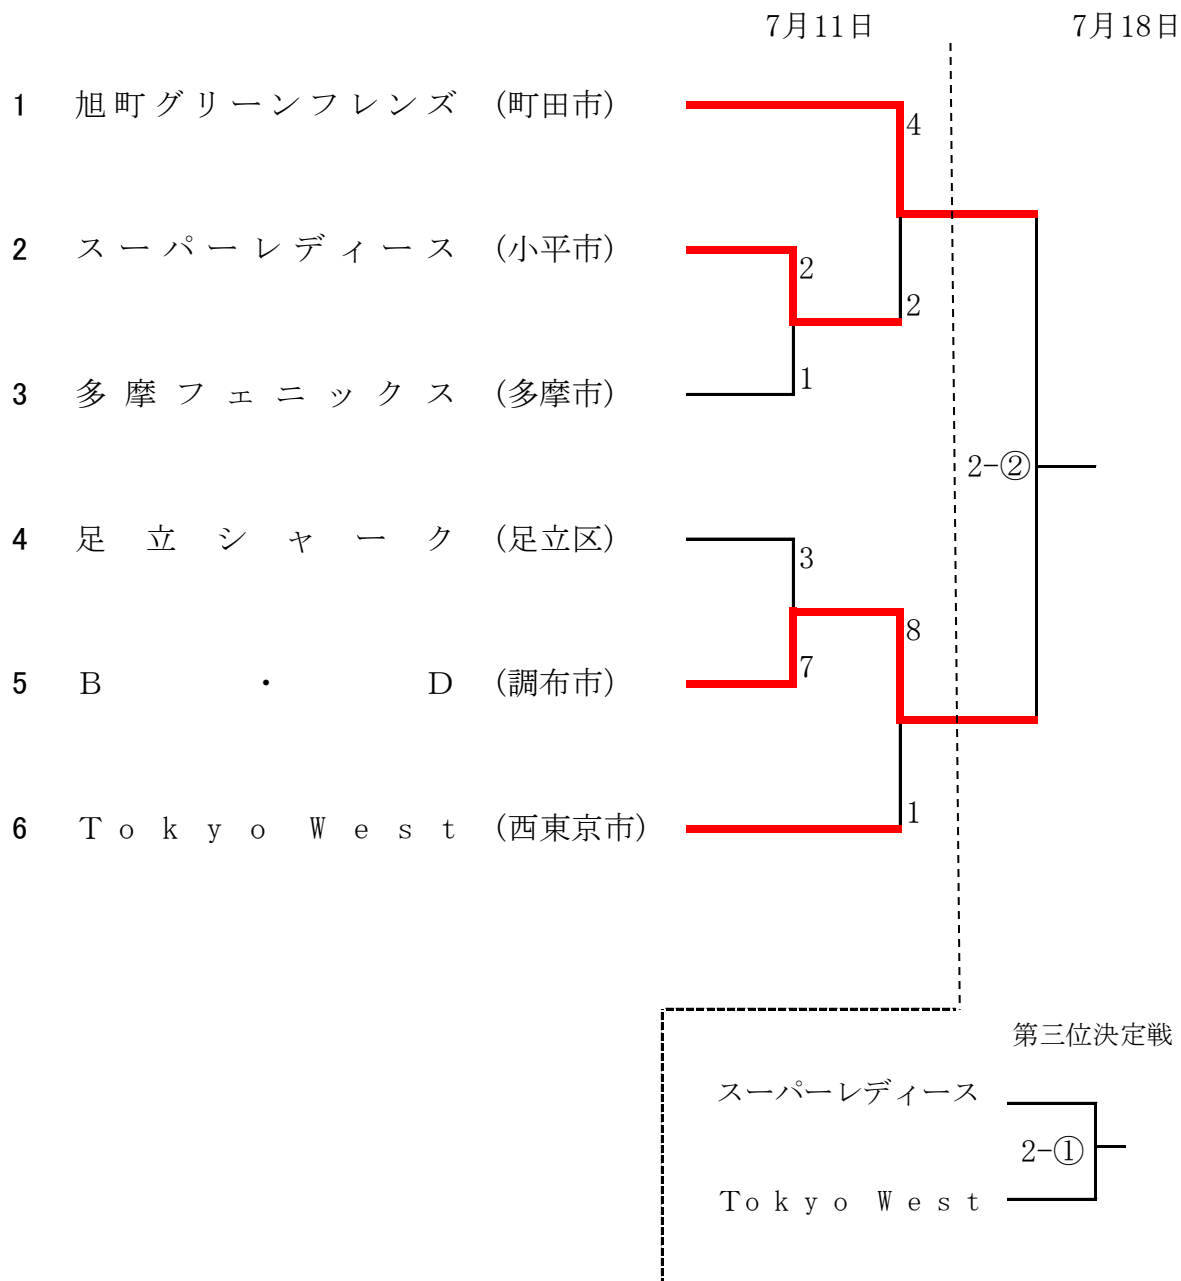 7月11日 7月18日
1 旭町グリーンフレンズ (町田市)
4
2 スーパーレディース (小平市)
2
2
3 多摩フェニックス (多摩市)
1
2-②
4 足立シャーク (足立区)
3
8
5 B・D (調布市)
7
6 Tokyo West (西東京市)
1
第三位決定戦
スーパーレディース
2-①
Tokyo West